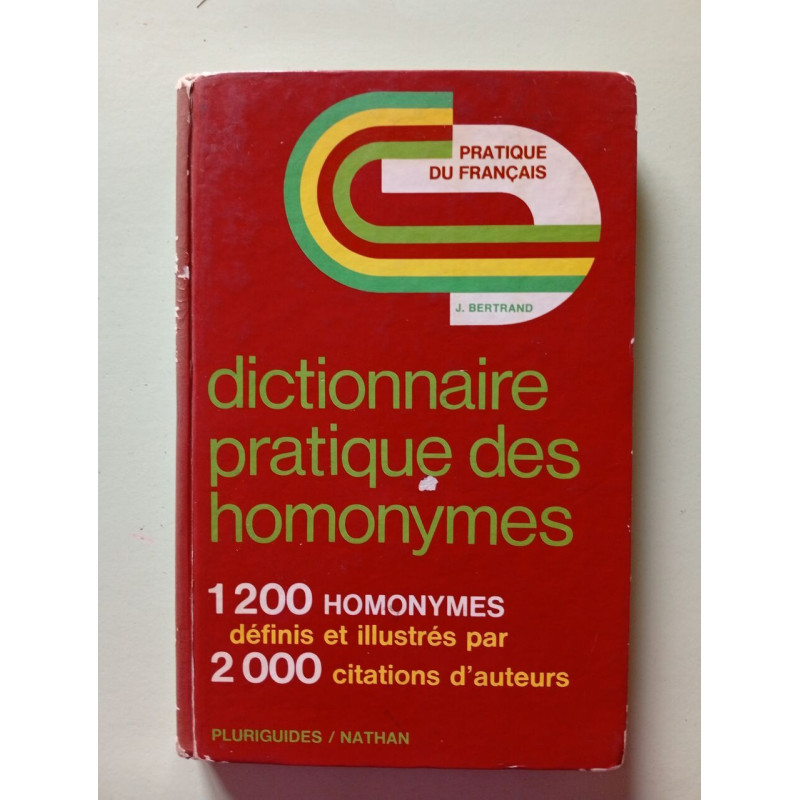 PRATIQUE
DU FRANÇAIS
J. BERTRAND
dictionnaire
pratique des
homonymes
1 200 HOMONYMES
définis et illustrés par
2 000 citations d'auteurs
PLURIGUIDES / NATHAN